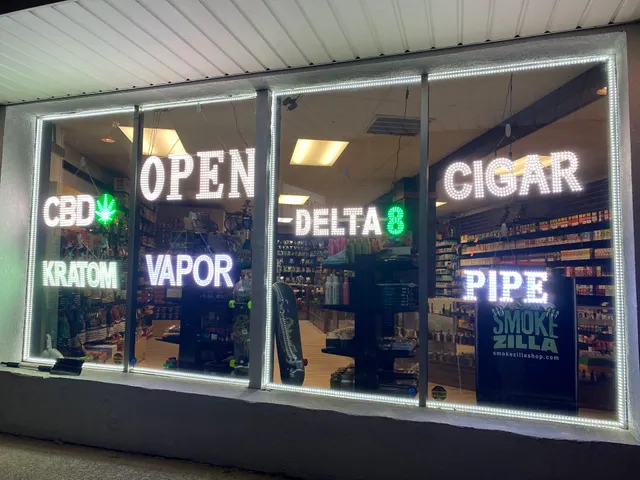 OPEN
CBD
KRATOM
VAPOR
DELTA 8
CIGAR
PIPE
SMOKE
ZILLA
smokezillashop.com